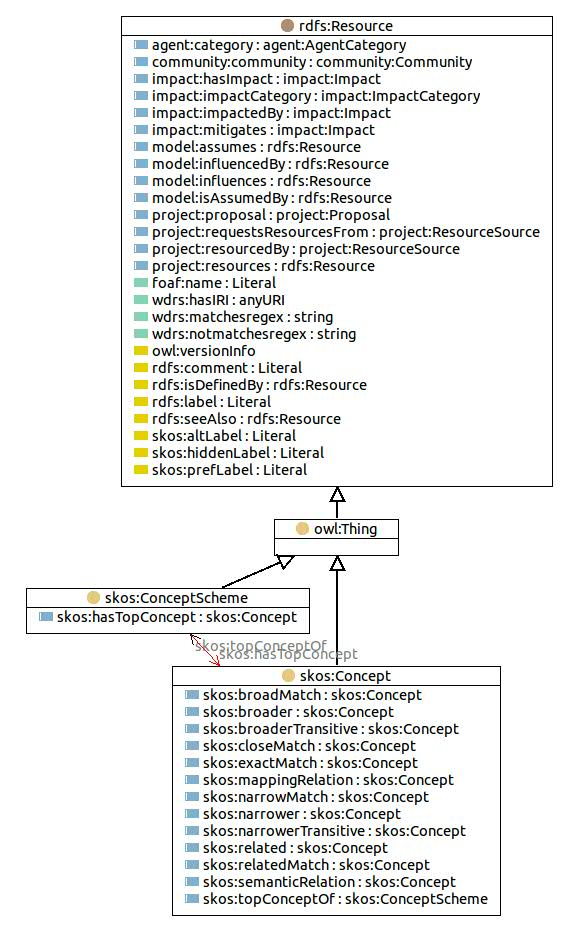 rdfs:Resource
agent:category : agent:AgentCategory
community:community : community:Community
impact:hasImpact : impact:Impact
impact:impactCategory : impact:ImpactCategory
impact:impactedBy : impact:Impact
impact:mitigates : impact:Impact
model:assumes : rdfs:Resource
model:influencedBy : rdfs:Resource
model:influences : rdfs:Resource
model:isAssumedBy : rdfs:Resource
project:proposal : project:Proposal
project:requestsResourcesFrom : project:ResourceSource
project:resourcedBy : project:ResourceSource
project:resources : rdfs:Resource
foaf:name : Literal
wdrs:hasIRI : anyURI
wdrs:matchesregex : string
wdrs:notmatchesregex : string
owl:versionInfo
rdfs:comment : Literal
rdfs:isDefinedBy : rdfs:Resource
rdfs:label : Literal
rdfs:seeAlso : rdfs:Resource
skos:altLabel : Literal
skos:hiddenLabel : Literal
skos:prefLabel : Literal
owl:Thing
skos:ConceptScheme
skos:hasTopConcept : skos:Concept
skos:topConceptOf
skos:hasTopConcept
skos:Concept
skos:broadMatch : skos:Concept
skos:broader : skos:Concept
skos:broaderTransitive : skos:Concept
skos:closeMatch : skos:Concept
skos:exactMatch : skos:Concept
skos:mappingRelation : skos:Concept
skos:narrowMatch : skos:Concept
skos:narrower : skos:Concept
skos:narrowerTransitive : skos:Concept
skos:related : skos:Concept
skos:relatedMatch : skos:Concept
skos:semanticRelation : skos:Concept
skos:topConceptOf : skos:ConceptScheme